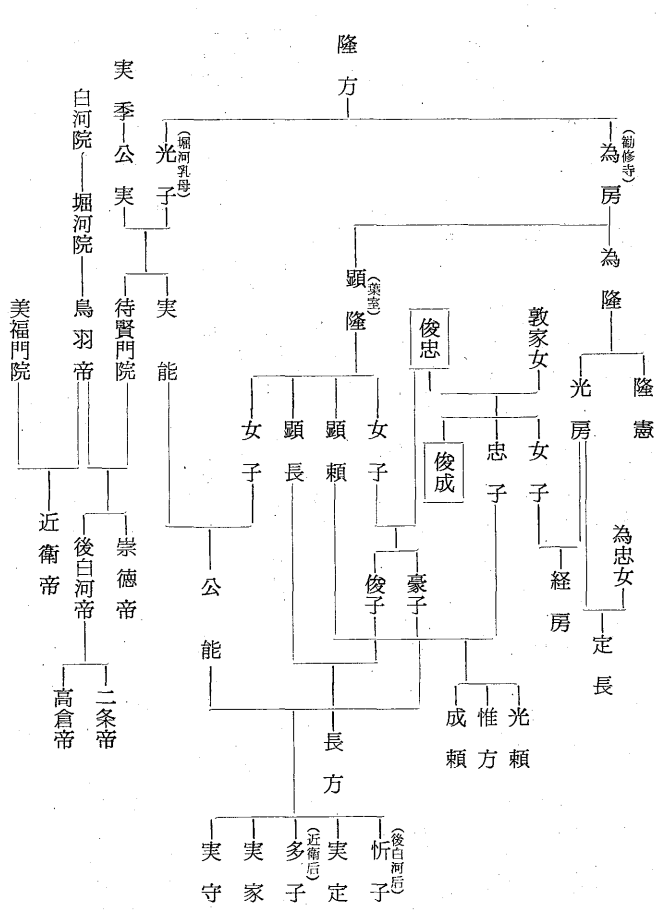 隆方
為房
(勧修寺)
光子
(堀河乳母)
実季
公実
白河院
堀河院
鳥羽帝
美福門院
待賢門院
実能
顕隆
(葉室)
為隆
隆憲
光房
敦家女
俊忠
俊成
忠子
女子
女子
顕頼
顕長
女子
為忠女
定長
経房
近衛帝
崇徳帝
後白河帝
二条帝
高倉帝
公能
豪子
俊子
光頼
惟方
成頼
長方
忻子
(後白河后)
実定
多子
(近衛后)
実家
実守